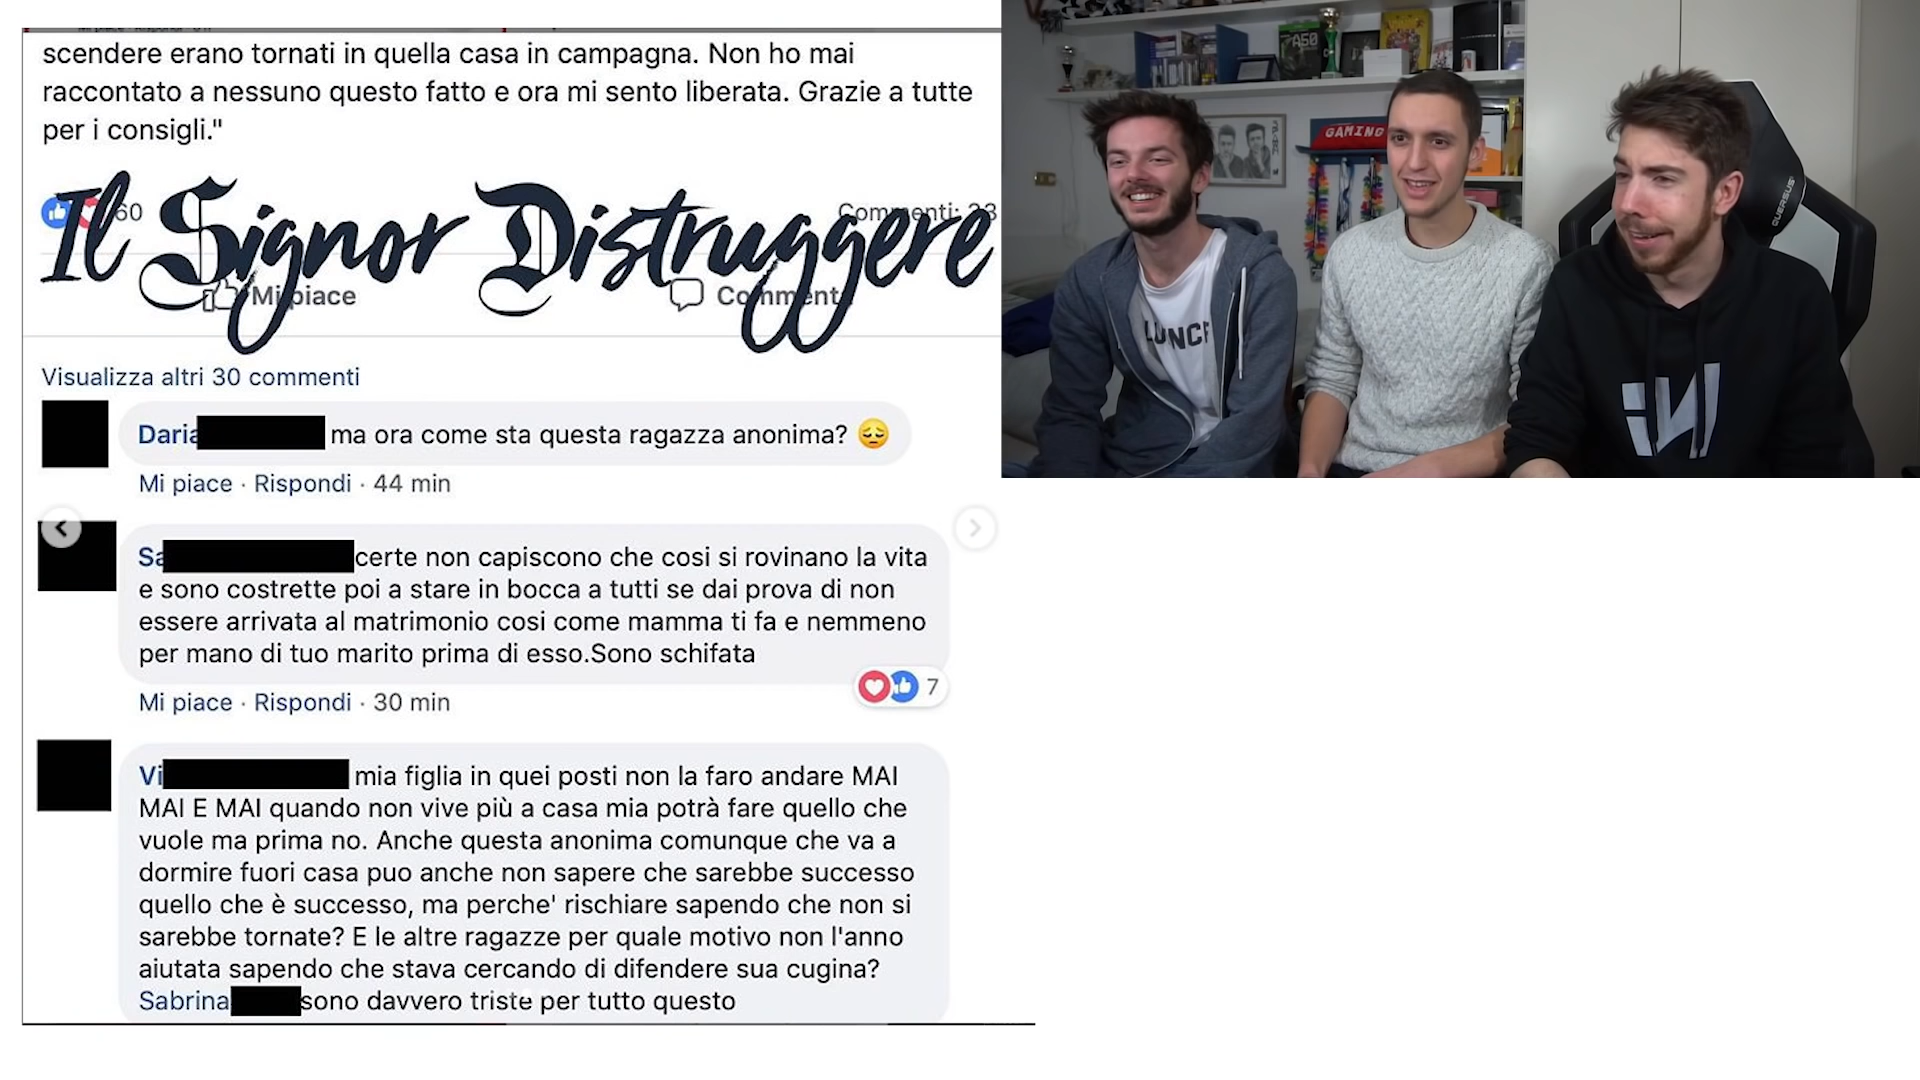 scendere erano tornati in quella casa in campagna. Non ho mai
raccontato a nessuno questo fatto e ora mi sento liberata. Grazie a tutte
per i consigli."
60
Commenti: 33
Il Signor Distruggere
Mi piace
Commenta
Visualizza altri 30 commenti
Daria ma ora come sta questa ragazza anonima? 😔
Mi piace · Rispondi · 44 min
Sa certe non capiscono che cosi si rovinano la vita
e sono costrette poi a stare in bocca a tutti se dai prova di non
essere arrivata al matrimonio cosi come mamma ti fa e nemmeno
per mano di tuo marito prima di esso.Sono schifata
7
Mi piace · Rispondi · 30 min
Vi mia figlia in quei posti non la faro andare MAI
MAI E MAI quando non vive più a casa mia potrà fare quello che
vuole ma prima no. Anche questa anonima comunque che va a
dormire fuori casa puo anche non sapere che sarebbe successo
quello che è successo, ma perche' rischiare sapendo che non si
sarebbe tornate? E le altre ragazze per quale motivo non l'anno
aiutata sapendo che stava cercando di difendere sua cugina?
Sabrina sono davvero triste per tutto questo
A50
GAMING
QUERSUS